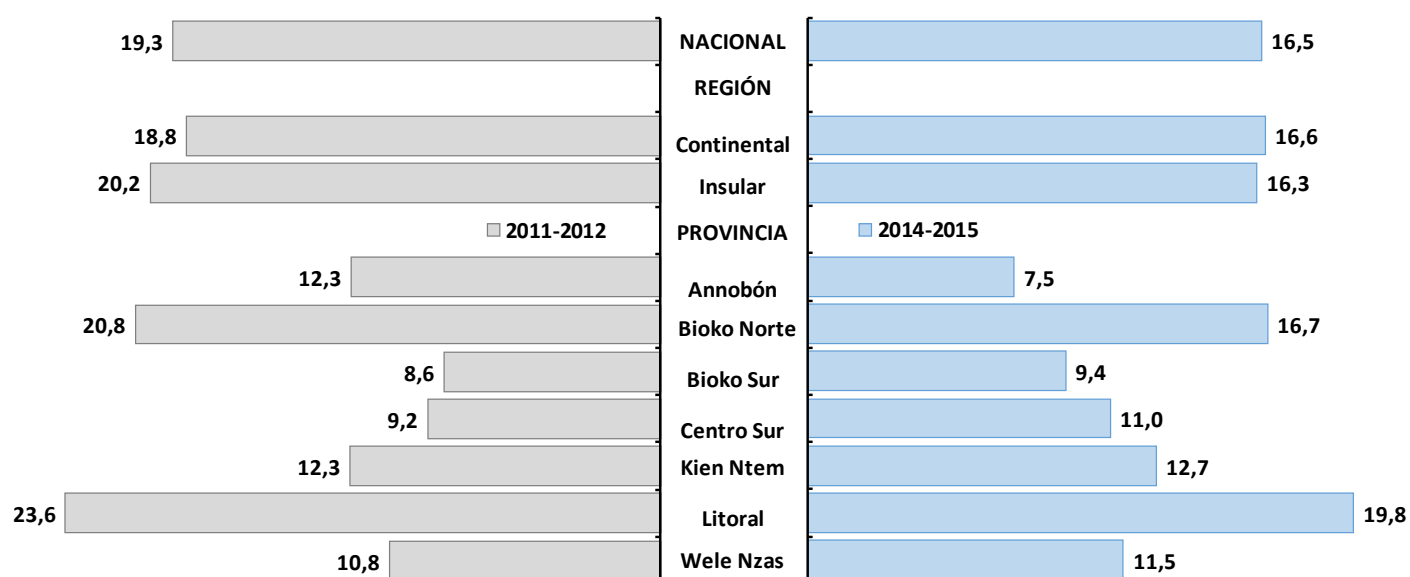 19,3 NACIONAL 16,5
REGIÓN
18,8 Continental 16,6
20,2 Insular 16,3
2011-2012 PROVINCIA 2014-2015
12,3 Annobón 7,5
20,8 Bioko Norte 16,7
8,6 Bioko Sur 9,4
9,2 Centro Sur 11,0
12,3 Kien Ntem 12,7
23,6 Litoral 19,8
10,8 Wele Nzas 11,5